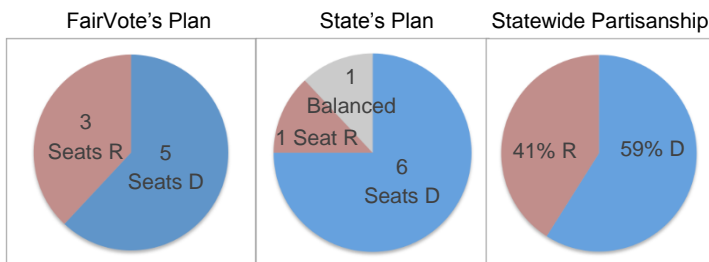 FairVote's Plan
3
Seats R
5
Seats D
State's Plan
1
Balanced
1 Seat R
6
Seats D
Statewide Partisanship
41% R
59% D